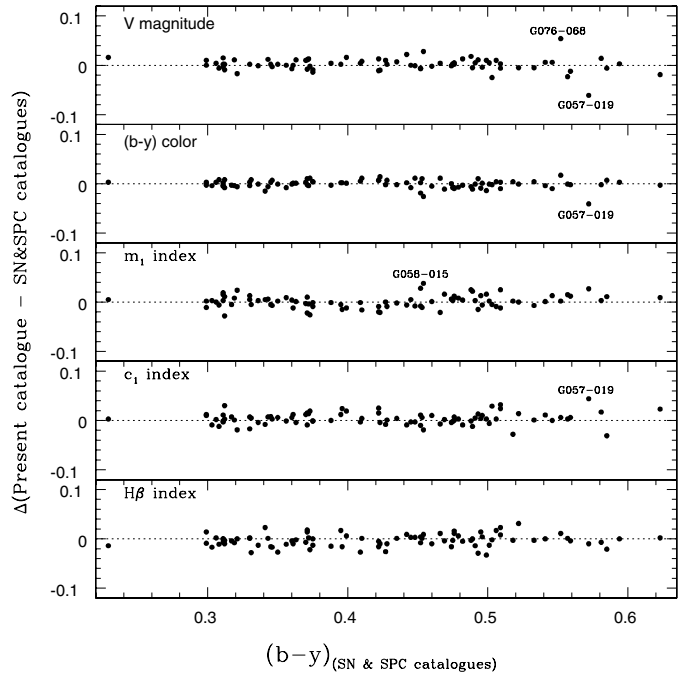 Δ(Present catalogue − SN&SPC catalogues)
0.1
0
-0.1
V magnitude
G076−068
G057−019
0.1
0
-0.1
(b-y) color
G057−019
0.1
0
-0.1
m1 index
G058−015
0.1
0
-0.1
c1 index
G057−019
0.1
0
-0.1
Hβ index
0.3 0.4 0.5 0.6
(b−y)(SN & SPC catalogues)